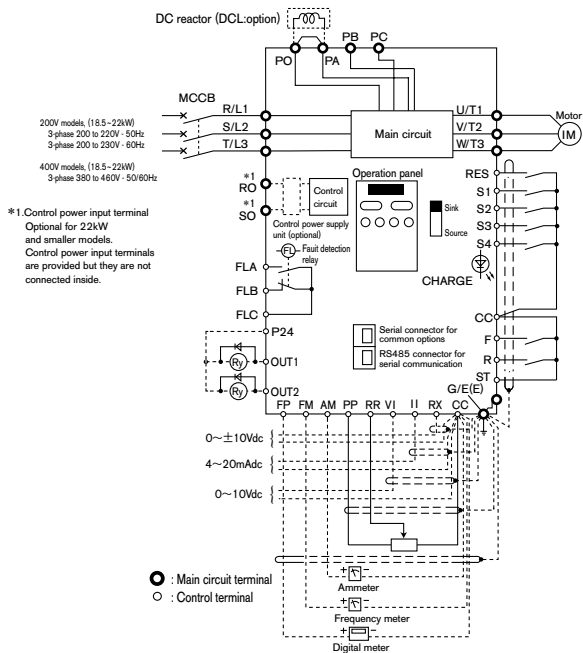 DC reactor (DCL:option)
PO
PA
PB
PC
MCCB
R/L1
S/L2
T/L3
200V models, (18.5~22kW)
3-phase 200 to 220V - 50Hz
3-phase 200 to 230V - 60Hz
400V models, (18.5~22kW)
3-phase 380 to 460V - 50/60Hz
Main circuit
U/T1
V/T2
W/T3
Motor
IM
*1
RO
*1
SO
Control
circuit
Control power supply
unit (optional)
Operation panel
Sink
Source
RES
S1
S2
S3
S4
*1.Control power input terminal
Optional for 22kW
and smaller models.
Control power input terminals
are provided but they are not
connected inside.
FL
Fault detection
relay
CHARGE
FLA
FLB
FLC
P24
Ry
OUT1
Ry
OUT2
Serial connector for
common options
RS485 connector for
serial communication
CC
F
R
ST
G/E(E)
FP FM AM PP RR VI II RX CC
0~±10Vdc
4~20mAdc
0~10Vdc
: Main circuit terminal
: Control terminal
+ -
Ammeter
+ -
Frequency meter
+ -
Digital meter